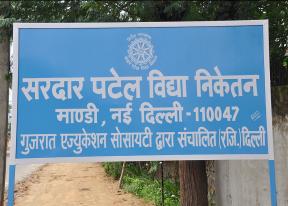 सरदार पटेल विद्या निकेतन
माण्डी , नई दिल्ली - 110047
गुजरात एज्युकेशन सोसायटी द्वारा संचालित (रजि.) दिल्ली